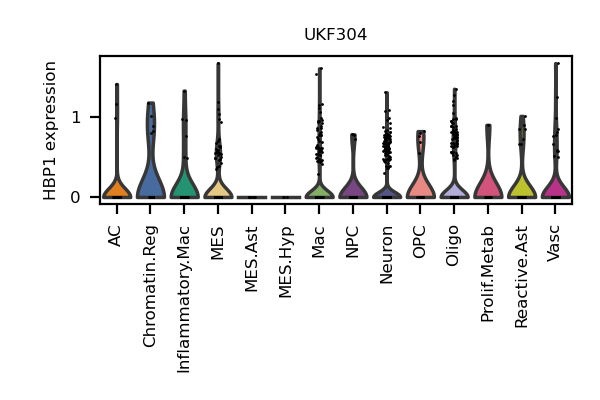 UKF304
HBP1 expression
1
0
AC
Chromatin.Reg
Inflammatory.Mac
MES
MES.Ast
MES.Hyp
Mac
NPC
Neuron
OPC
Oligo
Prolif.Metab
Reactive.Ast
Vasc